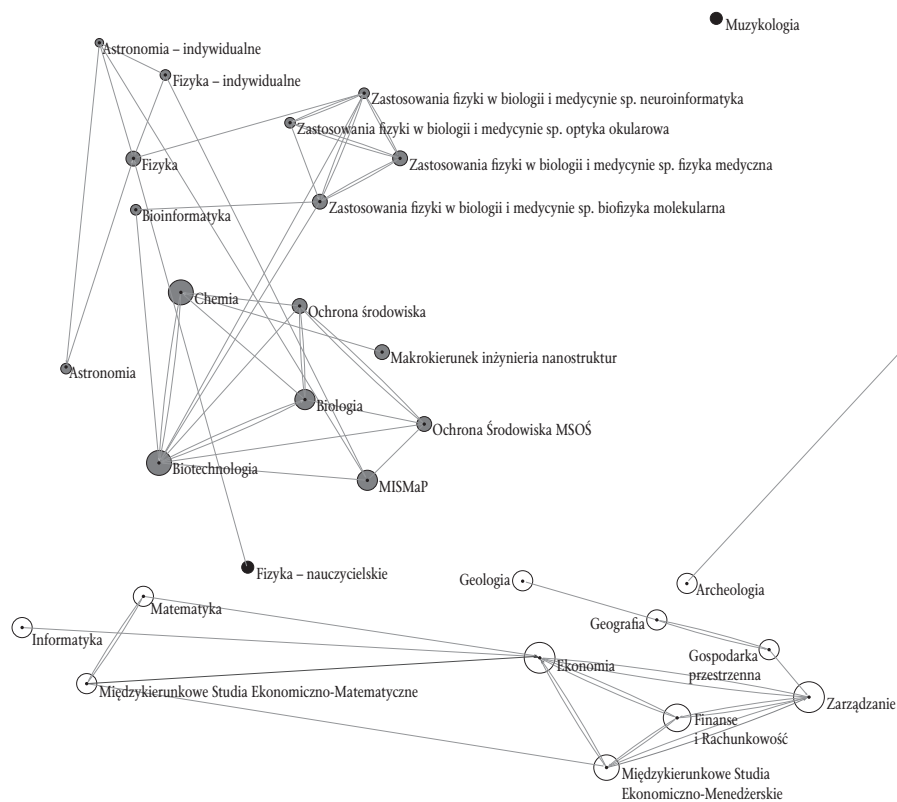 Muzykologia
Astronomia – indywidualne
Fizyka – indywidualne
Zastosowania fizyki w biologii i medycynie sp. neuroinformatyka
Zastosowania fizyki w biologii i medycynie sp. optyka okularowa
Fizyka
Zastosowania fizyki w biologii i medycynie sp. fizyka medyczna
Bioinformatyka
Zastosowania fizyki w biologii i medycynie sp. biofizyka molekularna
Chemia
Ochrona środowiska
Makrokierunek inżynieria nanostruktur
Astronomia
Biologia
Ochrona Środowiska MSOŚ
Biotechnologia
MISMaP
Fizyka – nauczycielskie
Geologia
Archeologia
Matematyka
Geografia
Informatyka
Gospodarka
przestrzenna
Ekonomia
Międzykierunkowe Studia Ekonomiczno-Matematyczne
Zarządzanie
Finanse
i Rachunkowość
Międzykierunkowe Studia
Ekonomiczno-Menedżerskie